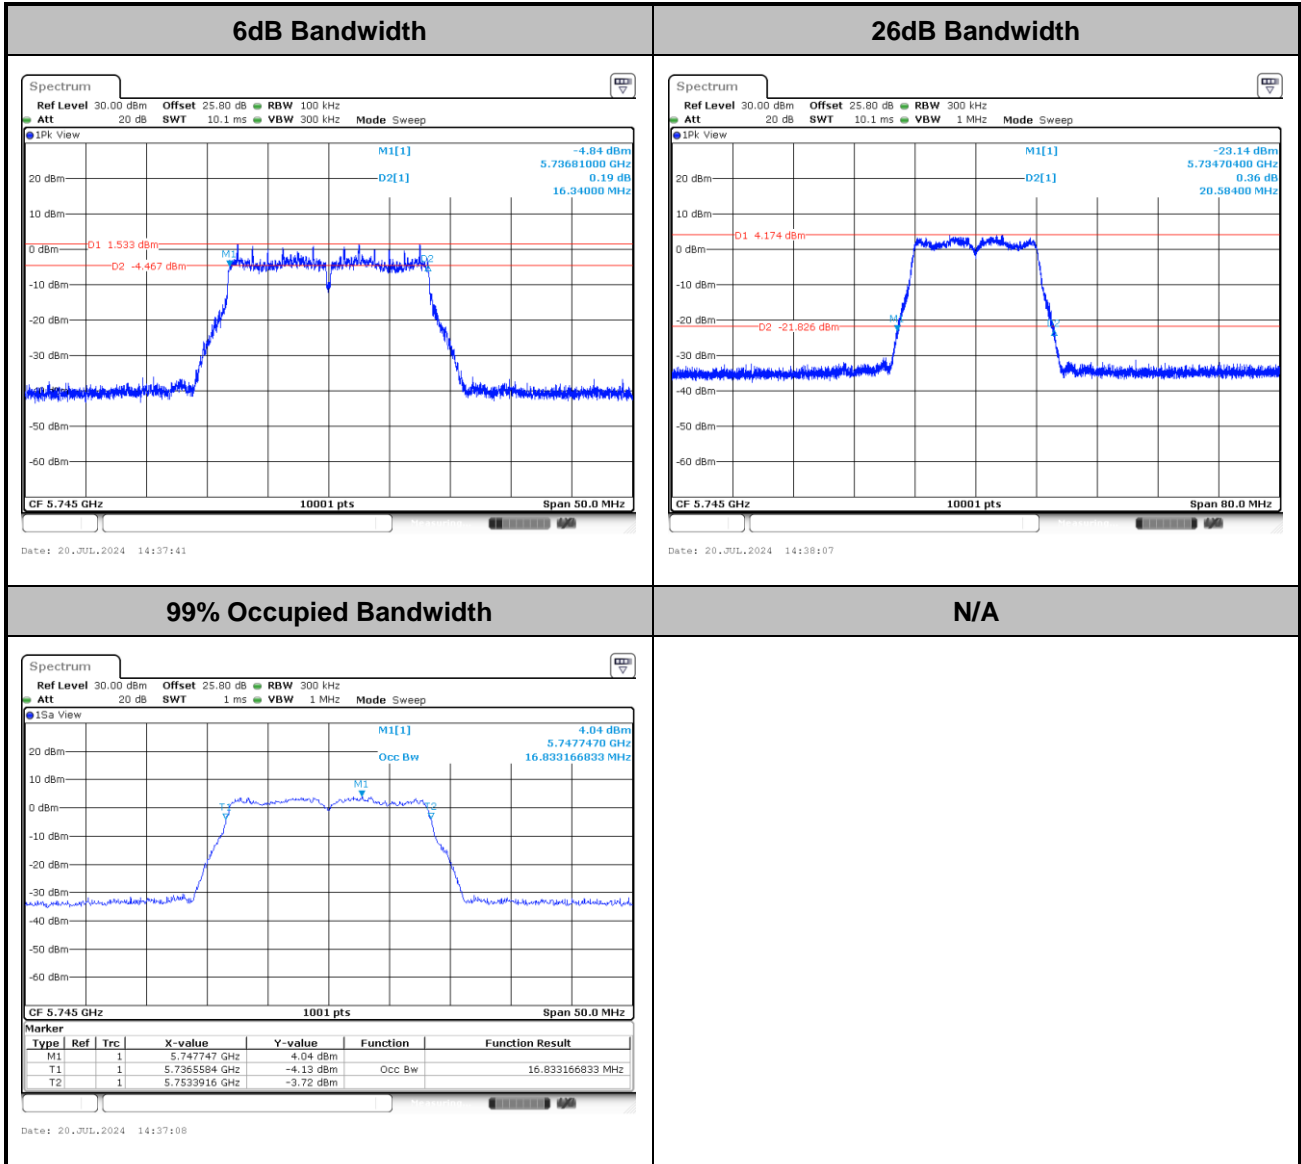 6dB Bandwidth
26dB Bandwidth
Spectrum
Ref Level 30.00 dBm Offset 25.80 dB RBW 100 kHz
Att 20 dB SWT 10.1 ms VBW 300 kHz Mode Sweep
1Pk View
M1[1] -4.84 dBm
5.73681000 GHz
D2[1] 0.19 dB
16.34000 MHz
20 dBm
10 dBm
0 dBm
D1 1.533 dBm
M1
D2
D2 -4.467 dBm
-10 dBm
-20 dBm
-30 dBm
-50 dBm
-60 dBm
CF 5.745 GHz 10001 pts Span 50.0 MHz
Date: 20.JUL.2024 14:37:41
Spectrum
Ref Level 30.00 dBm Offset 25.80 dB RBW 300 kHz
Att 20 dB SWT 10.1 ms VBW 1 MHz Mode Sweep
1Pk View
M1[1] -23.14 dBm
5.73470400 GHz
D2[1] 0.36 dB
20.58400 MHz
20 dBm
10 dBm
D1 4.174 dBm
0 dBm
-10 dBm
-20 dBm
D2 -21.826 dBm
-30 dBm
-40 dBm
-50 dBm
-60 dBm
CF 5.745 GHz 10001 pts Span 80.0 MHz
Date: 20.JUL.2024 14:38:07
99% Occupied Bandwidth
N/A
Spectrum
Ref Level 30.00 dBm Offset 25.80 dB RBW 300 kHz
Att 20 dB SWT 1 ms VBW 1 MHz Mode Sweep
1Sa View
M1[1] 4.04 dBm
5.7477470 GHz
Occ Bw 16.833166833 MHz
20 dBm
10 dBm
M1
0 dBm
T1
T2
-10 dBm
-20 dBm
-30 dBm
-40 dBm
-50 dBm
-60 dBm
CF 5.745 GHz 1001 pts Span 50.0 MHz
Marker
Type Ref Trc X-value Y-value Function Function Result
M1 1 5.747747 GHz 4.04 dBm
T1 1 5.7365584 GHz -4.13 dBm Occ Bw 16.833166833 MHz
T2 1 5.7533916 GHz -3.72 dBm
Date: 20.JUL.2024 14:37:08